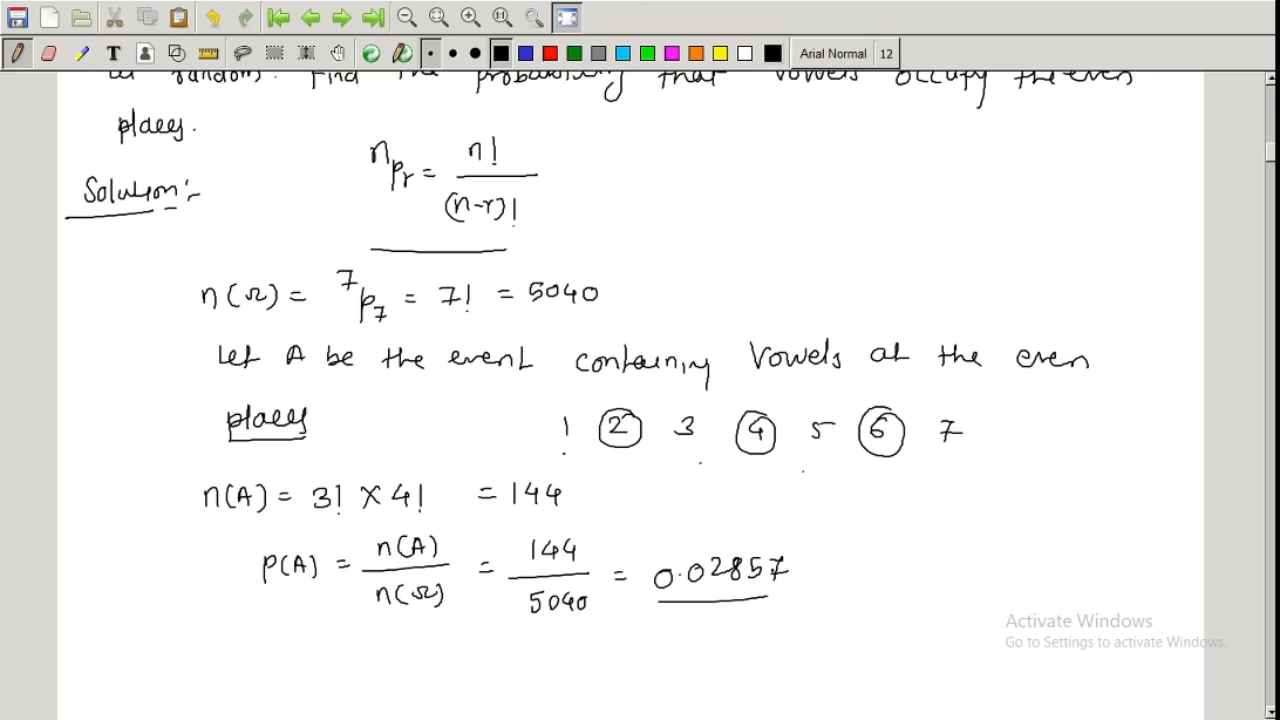 Arial Normal 12
at random. Find the probability that vowels occupy the even
places.
Solution:-
nPr = n! / (n-r)!
n(Ω) = 7P7 = 7! = 5040
Let A be the event containing Vowels at the even
places
1 2 3 4 5 6 7
n(A) = 3! X 4! = 144
P(A) = n(A) / n(Ω) = 144 / 5040 = 0.02857
Activate Windows
Go to Settings to activate Windows.